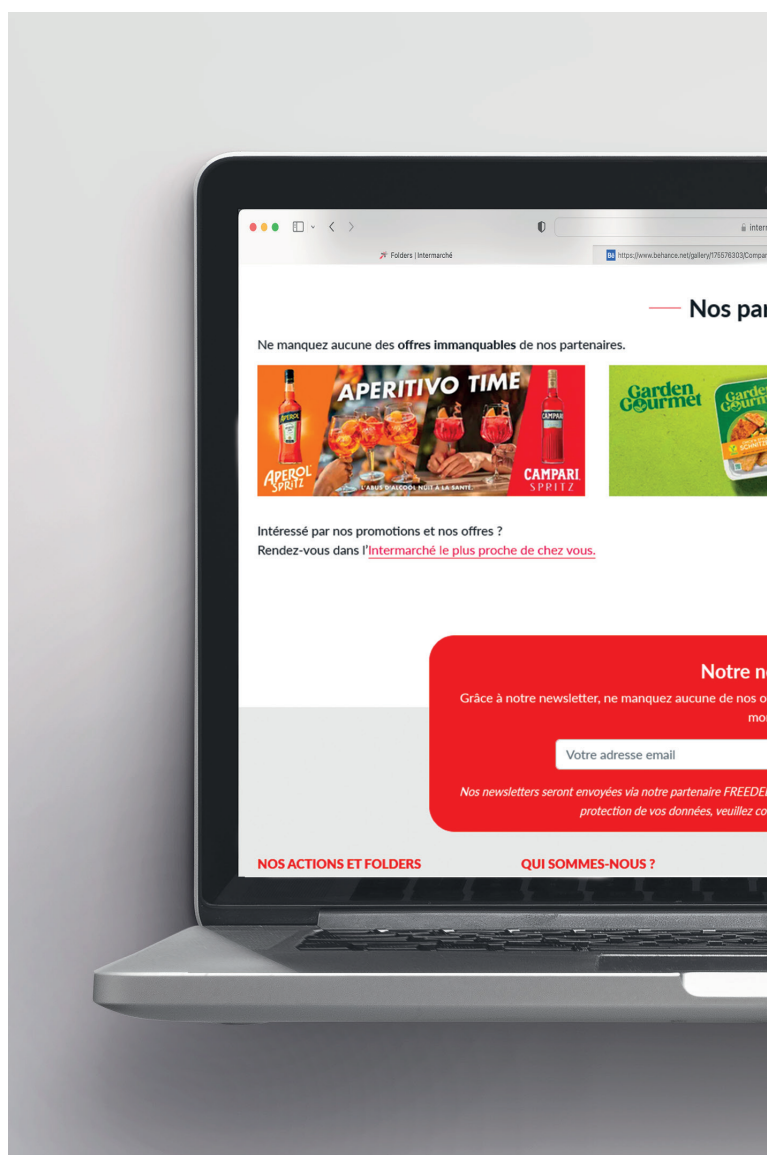 Folders | Intermarché
https://www.behance.net/gallery/175576303/Compar
interm
Nos par
Ne manquez aucune des offres immanquables de nos partenaires.
APERITIVO TIME
APEROL
SPRITZ
L'ABUS D'ALCOOL NUIT À LA SANTÉ.
CAMPARI
CAMPARI
SPRITZ
Garden
Gourmet
SCHNITZE
Intéressé par nos promotions et nos offres ?
Rendez-vous dans l'Intermarché le plus proche de chez vous.
Notre ne
Grâce à notre newsletter, ne manquez aucune de nos o
mon
Votre adresse email
Nos newsletters seront envoyées via notre partenaire FREEDEL
protection de vos données, veuillez co
NOS ACTIONS ET FOLDERS
QUI SOMMES-NOUS ?